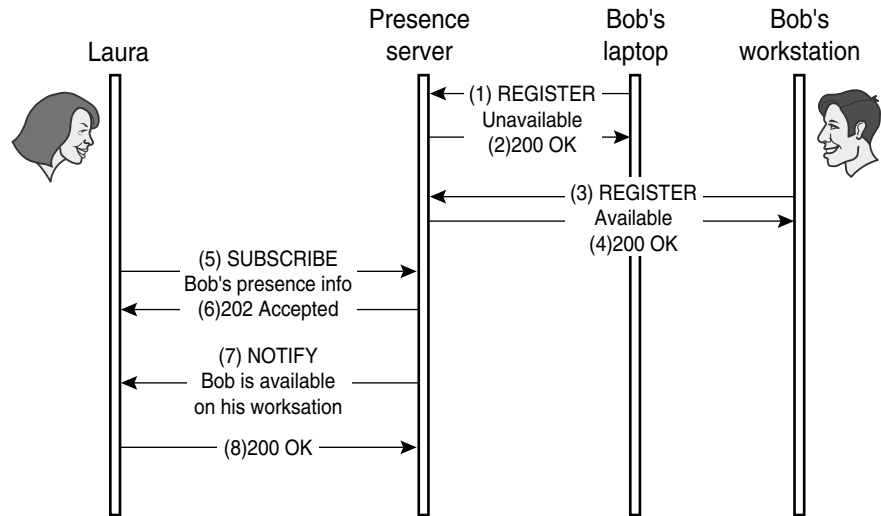 Laura
Presence
server
Bob's
laptop
Bob's
workstation
(1) REGISTER
Unavailable
(2)200 OK
(3) REGISTER
Available
(4)200 OK
(5) SUBSCRIBE
Bob's presence info
(6)202 Accepted
(7) NOTIFY
Bob is available
on his worksation
(8)200 OK